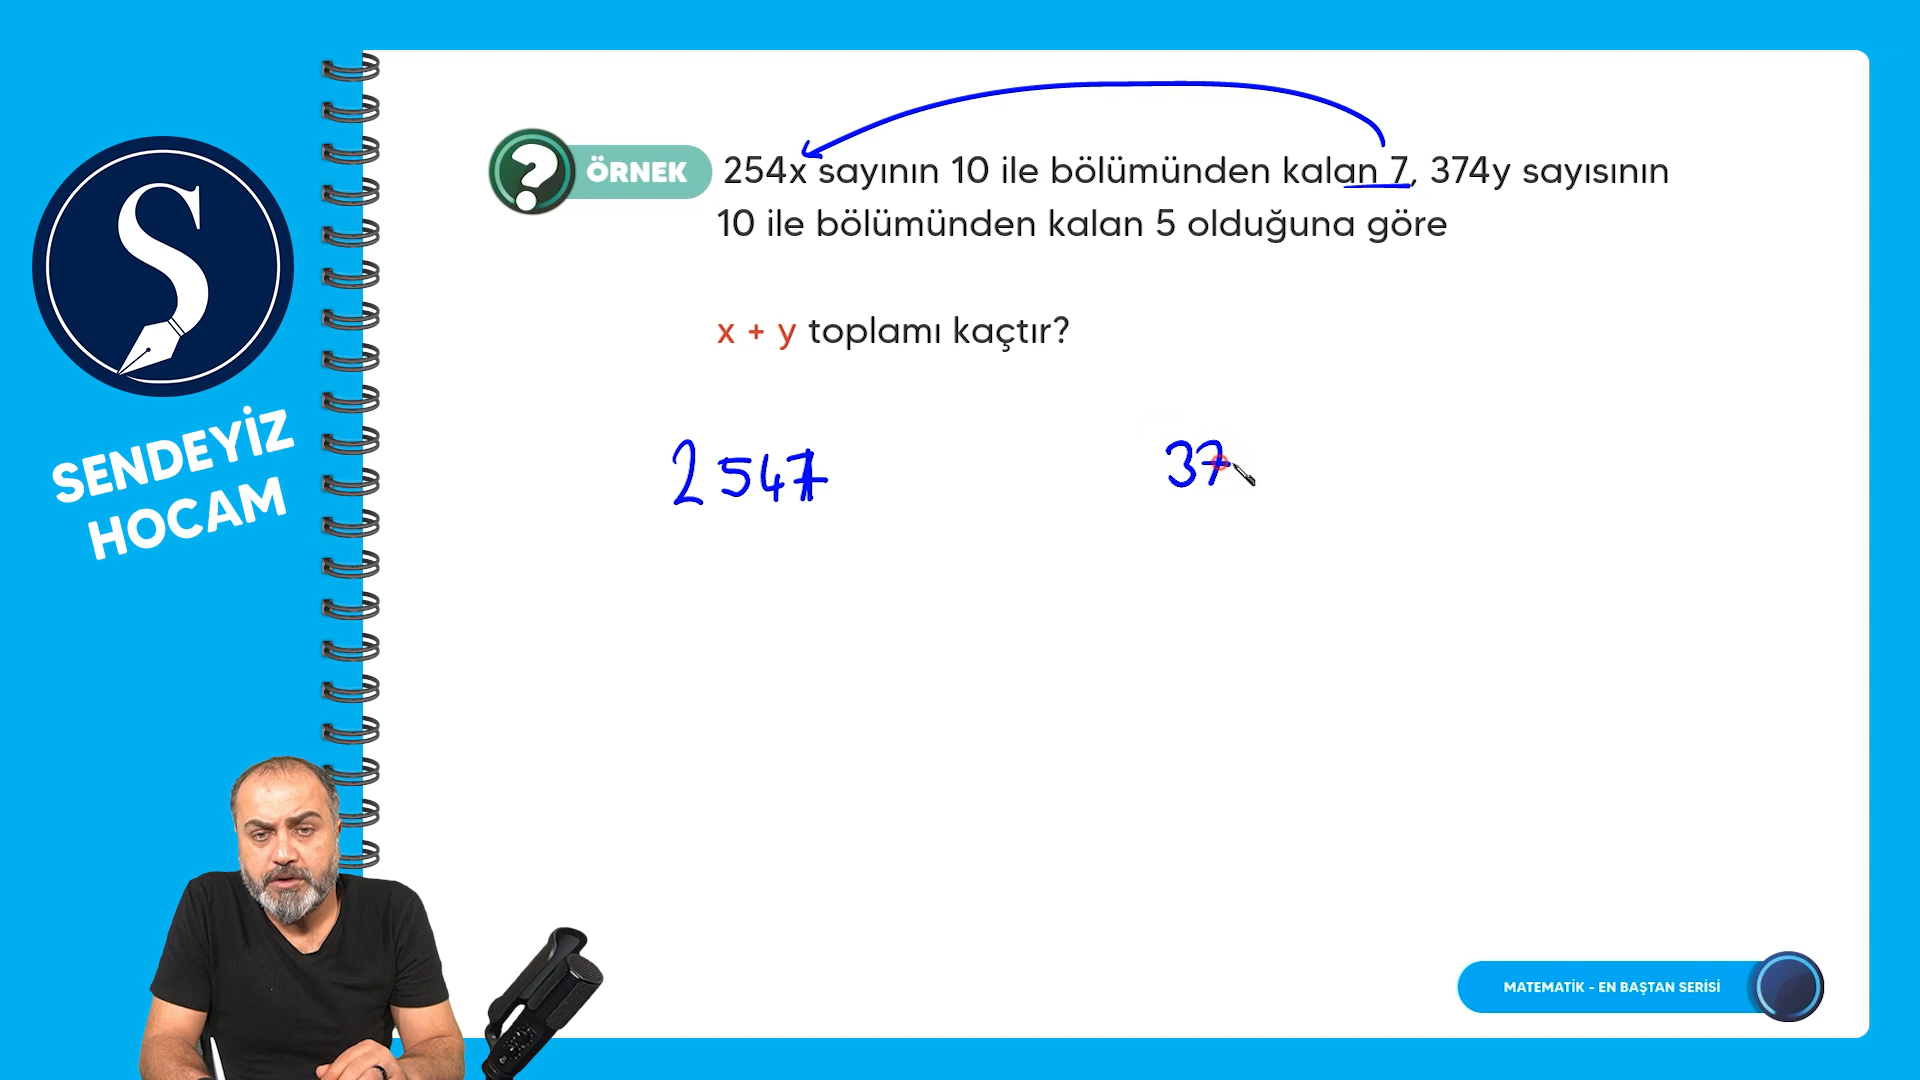 SENDEYİZ
HOCAM
? ÖRNEK
254x sayının 10 ile bölümünden kalan 7, 374y sayısının
10 ile bölümünden kalan 5 olduğuna göre
x + y toplamı kaçtır?
2547
37
MATEMATİK - EN BAŞTAN SERİSİ